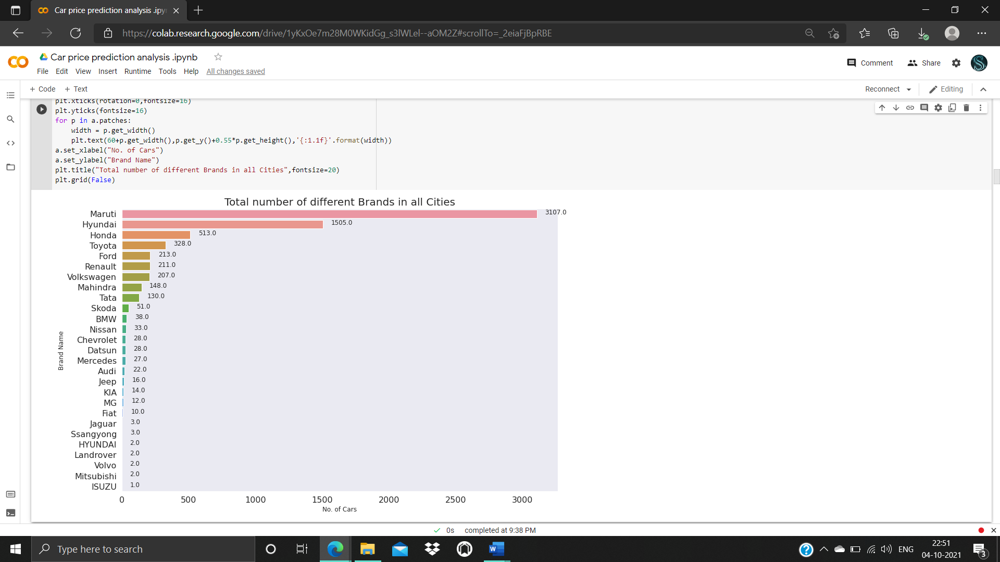 Car price prediction analysis .ipy
https://colab.research.google.com/drive/1yKxOe7m28M0WKidGg_s3lWLel--aOM2Z#scrollTo=_2eiaFjBpRBE
Car price prediction analysis .ipynb
Comment
Share
File Edit View Insert Runtime Tools Help All changes saved
+ Code + Text
Reconnect
Editing
plt.xticks(rotation=0,fontsize=16)
plt.yticks(fontsize=16)
for p in a.patches:
width = p.get_width()
plt.text(60+p.get_width(),p.get_y()+0.55*p.get_height(),'{:1.1f}'.format(width))
a.set_xlabel("No. of Cars")
a.set_ylabel("Brand Name")
plt.title("Total number of different Brands in all Cities",fontsize=20)
plt.grid(False)
Total number of different Brands in all Cities
Maruti 3107.0
Hyundai 1505.0
Honda 513.0
Toyota 328.0
Ford 213.0
Renault 211.0
Volkswagen 207.0
Mahindra 148.0
Tata 130.0
Skoda 51.0
BMW 38.0
Nissan 33.0
Chevrolet 28.0
Datsun 28.0
Mercedes 27.0
Audi 22.0
Jeep 16.0
KIA 14.0
MG 12.0
Fiat 10.0
Jaguar 3.0
Ssangyong 3.0
HYUNDAI 2.0
Landrover 2.0
Volvo 2.0
Mitsubishi 2.0
ISUZU 1.0
Brand Name
0 500 1000 1500 2000 2500 3000
No. of Cars
0s completed at 9:38 PM
Type here to search
W
ENG
22:51
04-10-2021
3